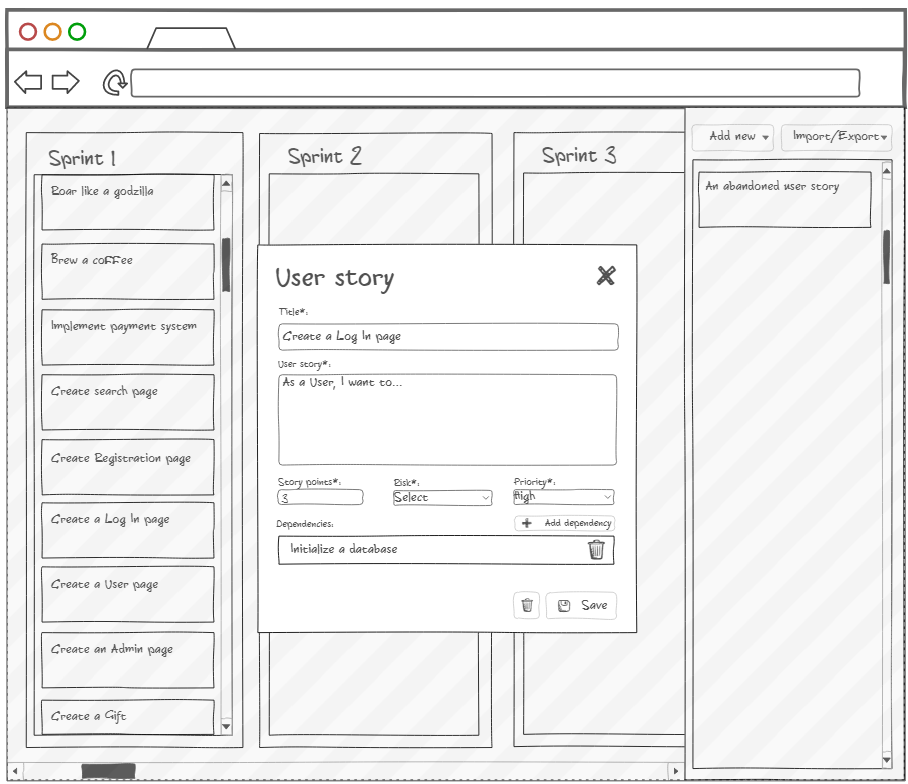 Add new
Import/Export
Sprint 1
Sprint 2
Sprint 3
Roar like a godzilla
Brew a coffee
Implement payment system
Create search page
Create Registration page
Create a Log In page
Create a User page
Create an Admin page
Create a Gift
User story
Title*:
Create a Log In page
User story*:
As a User, I want to...
Story points*:
Risk*:
Priority*:
3
Select
High
Dependencies:
Add dependency
Initialize a database
Save
An abandoned user story